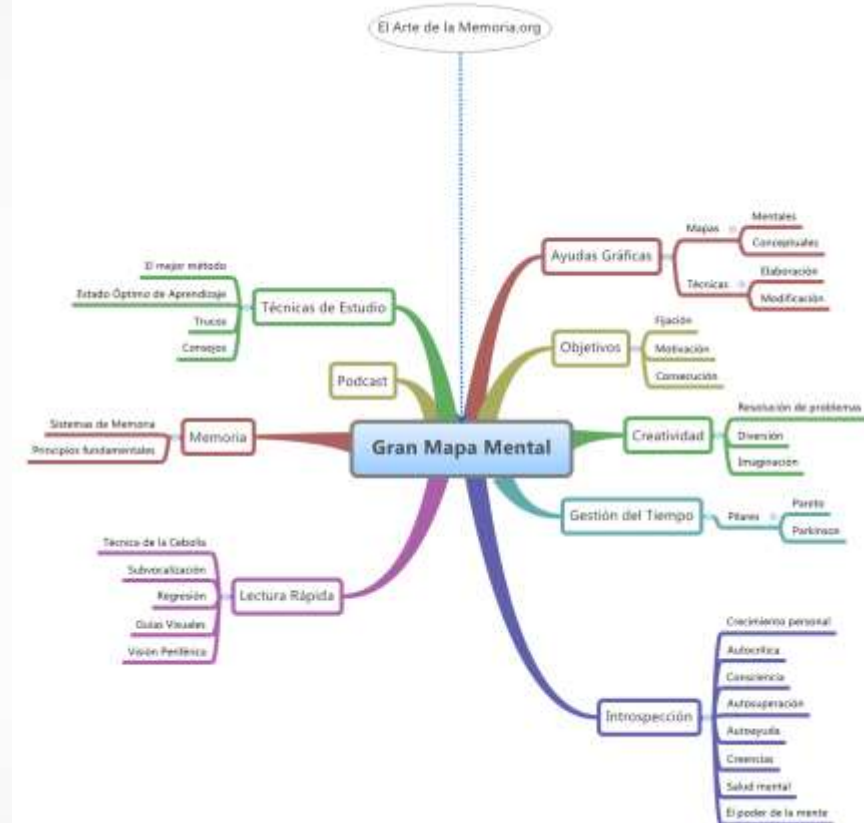 El Arte de la Memoria.org
Gran Mapa Mental
Ayudas Gráficas
Mapas
Mentales
Conceptuales
Técnicas
Elaboración
Modificación
Objetivos
Fijación
Motivación
Consecución
Creatividad
Resolución de problemas
Diversión
Imaginación
Gestión del Tiempo
Pilares
Pareto
Parkinson
Introspección
Crecimiento personal
Autocrítica
Consciencia
Autosuperación
Autoayuda
Creencias
Salud mental
El poder de la mente
Lectura Rápida
Técnica de la Cebolla
Subvocalización
Regresión
Guías Visuales
Visión Periférica
Memoria
Sistemas de Memoria
Principios fundamentales
Podcast
Técnicas de Estudio
El mejor método
Estado Óptimo de Aprendizaje
Trucos
Consejos